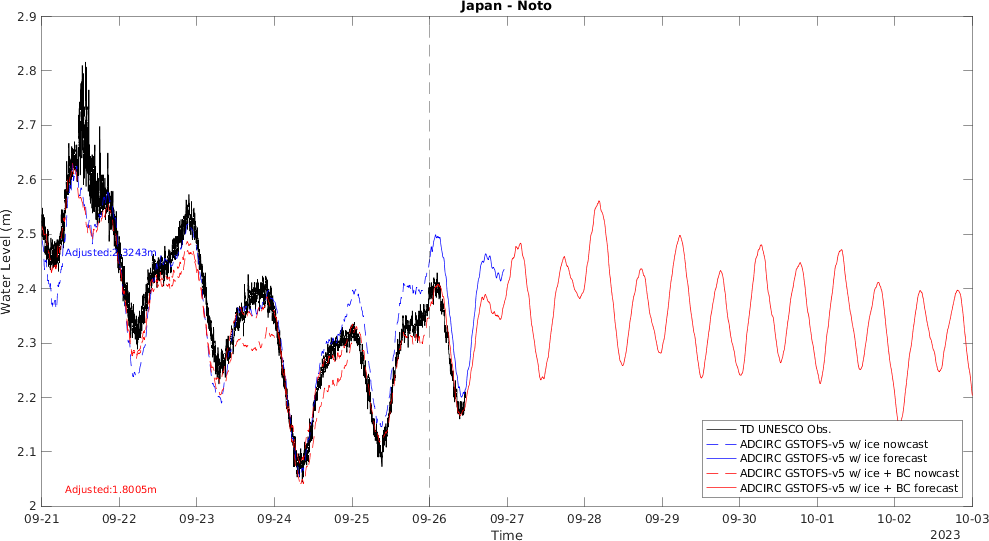 Japan - Noto
2.9
2.8
2.7
2.6
2.5
2.4
2.3
2.2
2.1
2
Water Level (m)
Adjusted:2.3243m
Adjusted:1.8005m
TD UNESCO Obs.
ADCIRC GSTOFS-v5 w/ ice nowcast
ADCIRC GSTOFS-v5 w/ ice forecast
ADCIRC GSTOFS-v5 w/ ice + BC nowcast
ADCIRC GSTOFS-v5 w/ ice + BC forecast
09-21 09-22 09-23 09-24 09-25 09-26 09-27 09-28 09-29 09-30 10-01 10-02 10-03
Time
2023